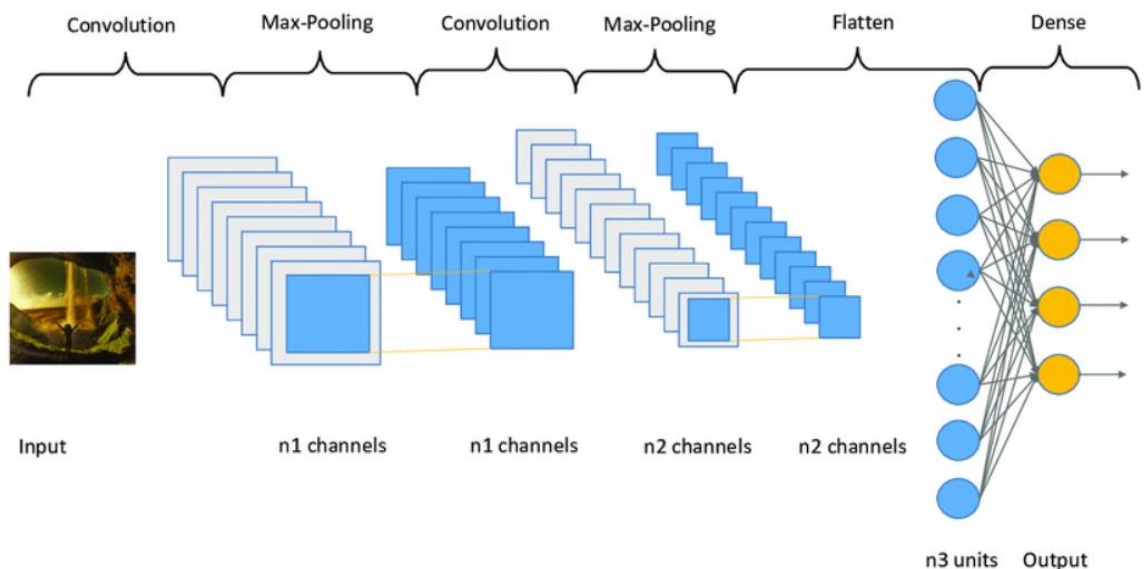 Convolution Max-Pooling Convolution Max-Pooling Flatten Dense
Input n1 channels n1 channels n2 channels n2 channels
n3 units Output